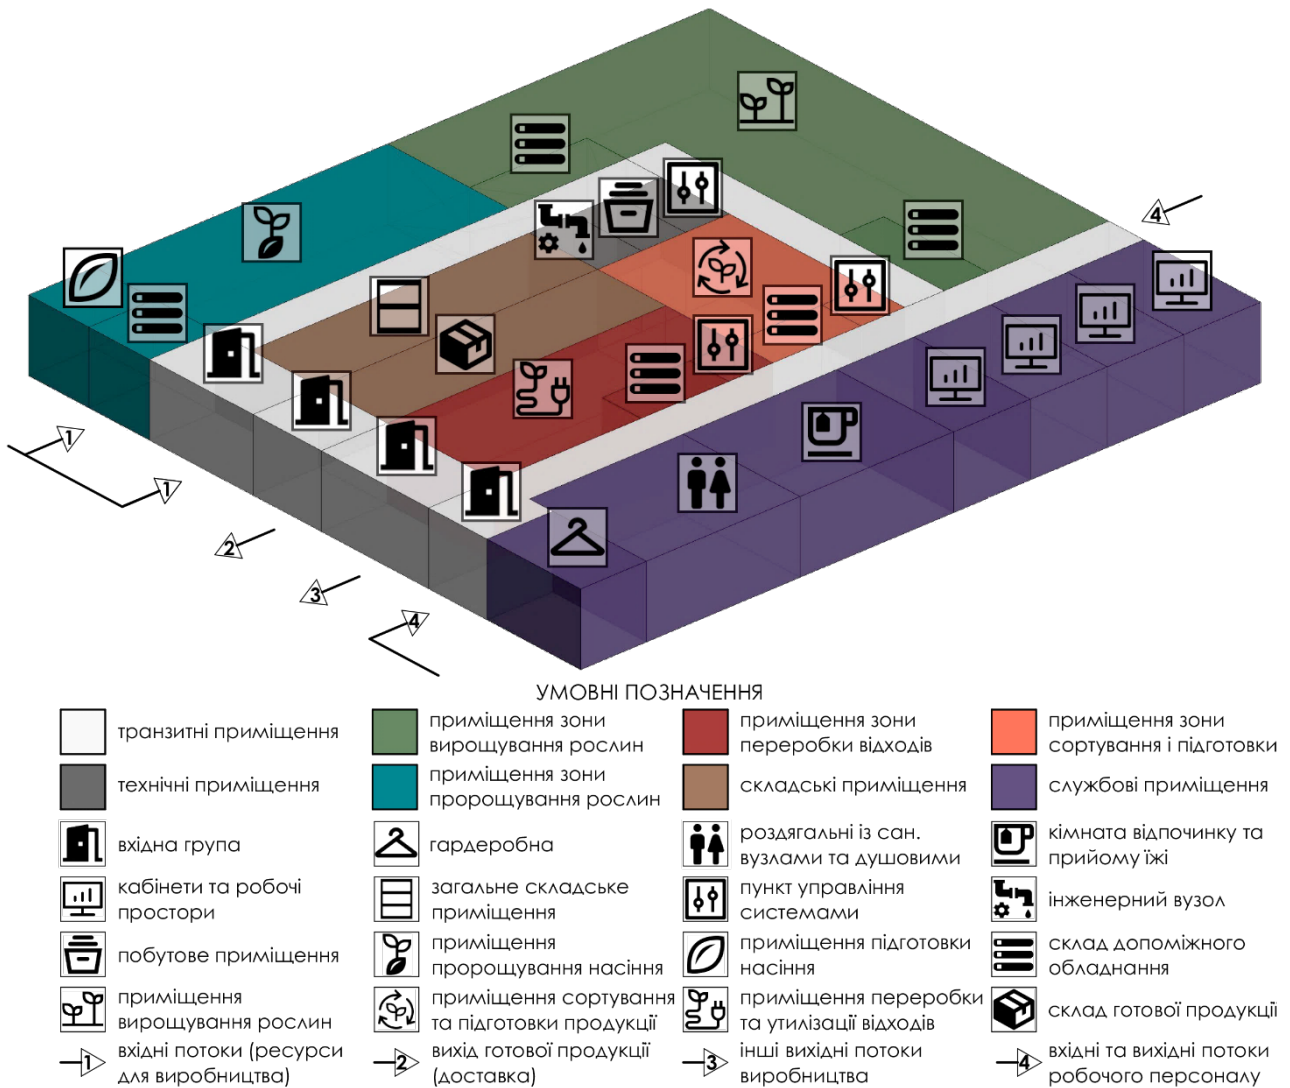 4
1
1
2
3
4
УМОВНІ ПОЗНАЧЕННЯ
транзитні приміщення
приміщення зони
вирощування рослин
приміщення зони
переробки відходів
приміщення зони
сортування і підготовки
технічні приміщення
приміщення зони
пророщування рослин
складські приміщення
службові приміщення
вхідна група
гардеробна
роздягальні із сан.
вузлами та душовими
кімната відпочинку та
прийому їжі
кабінети та робочі
простори
загальне складське
приміщення
пункт управління
системами
інженерний вузол
побутове приміщення
приміщення
пророщування насіння
приміщення підготовки
насіння
склад допоміжного
обладнання
приміщення
вирощування рослин
приміщення сортування
та підготовки продукції
приміщення переробки
та утилізації відходів
склад готової продукції
1
вхідні потоки (ресурси
для виробництва)
2
вихід готової продукції
(доставка)
3
інші вихідні потоки
виробництва
4
вхідні та вихідні потоки
робочого персоналу